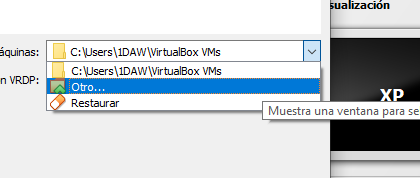 sualización
áquinas:
C:\Users\1DAW\VirtualBox VMs
C:\Users\1DAW\VirtualBox VMs
n VRDP:
Otro...
Restaurar
Muestra una ventana para se
XP